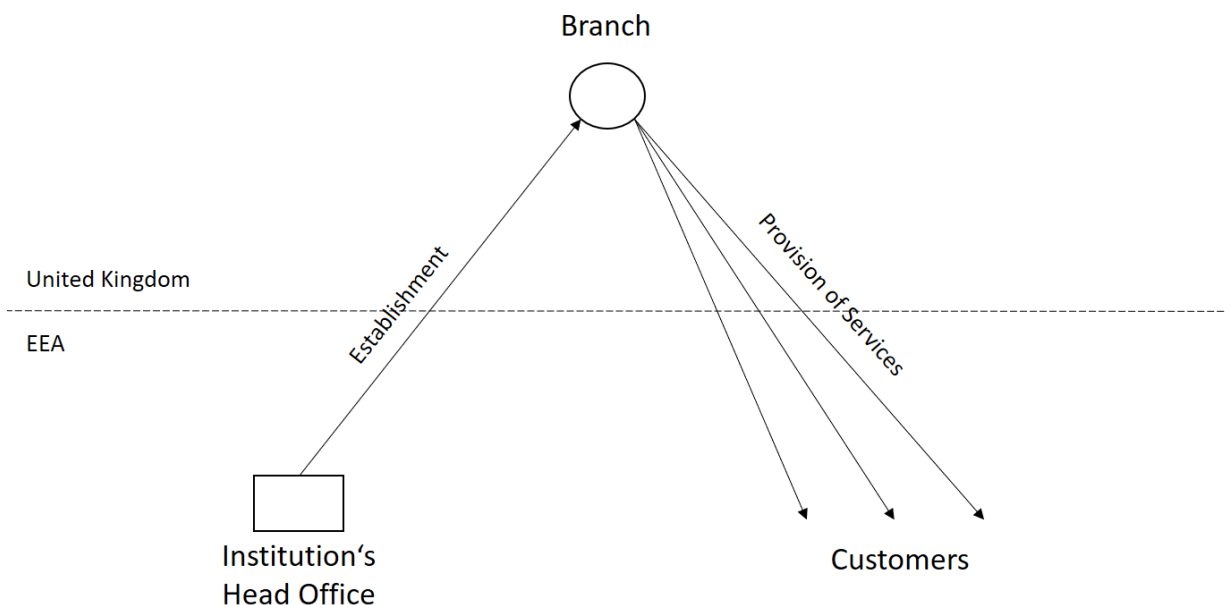 Branch
Establishment
Provision of Services
United Kingdom
EEA
Institution‘s
Head Office
Customers